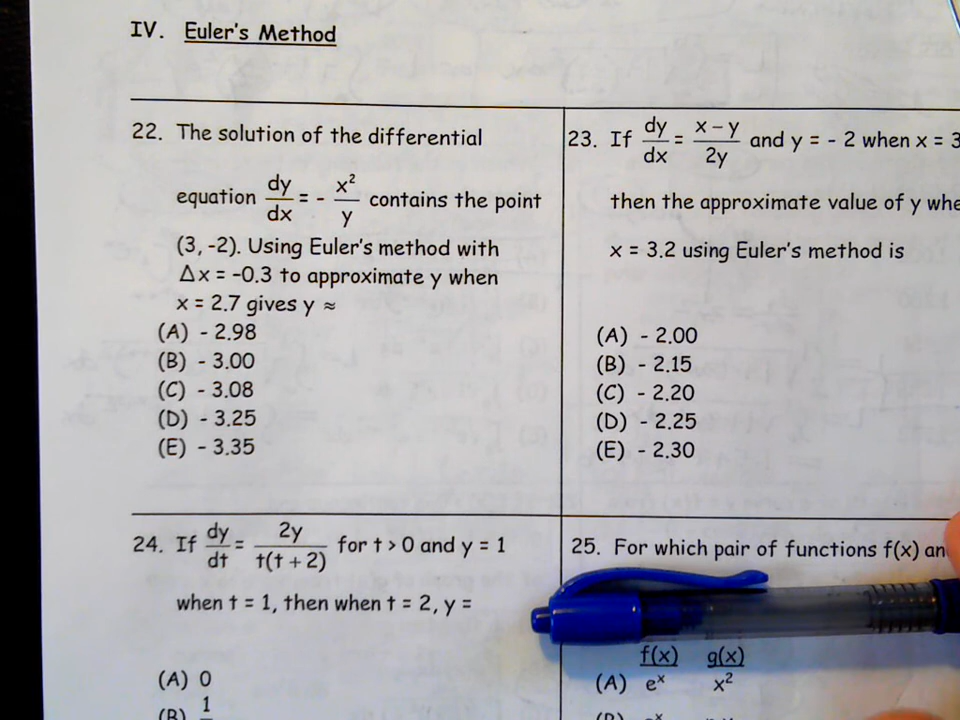 IV. Euler's Method
22. The solution of the differential
equation dy/dx = - x²/y contains the point
(3, -2). Using Euler's method with
Δx = -0.3 to approximate y when
x = 2.7 gives y ≈
(A) - 2.98
(B) - 3.00
(C) - 3.08
(D) - 3.25
(E) - 3.35
23. If dy/dx = x - y/2y and y = - 2 when x = 3
then the approximate value of y
x = 3.2 using Euler's method is
(A) - 2.00
(B) - 2.15
(C) - 2.20
(D) - 2.25
(E) - 2.30
24. If dy/dt = 2y/t(t + 2) for t > 0 and y = 1
when t = 1, then when t = 2, y =
(A) 0
(B) 1
25. For which pair of functions f(x)
f(x) g(x)
(A) eˣ x²